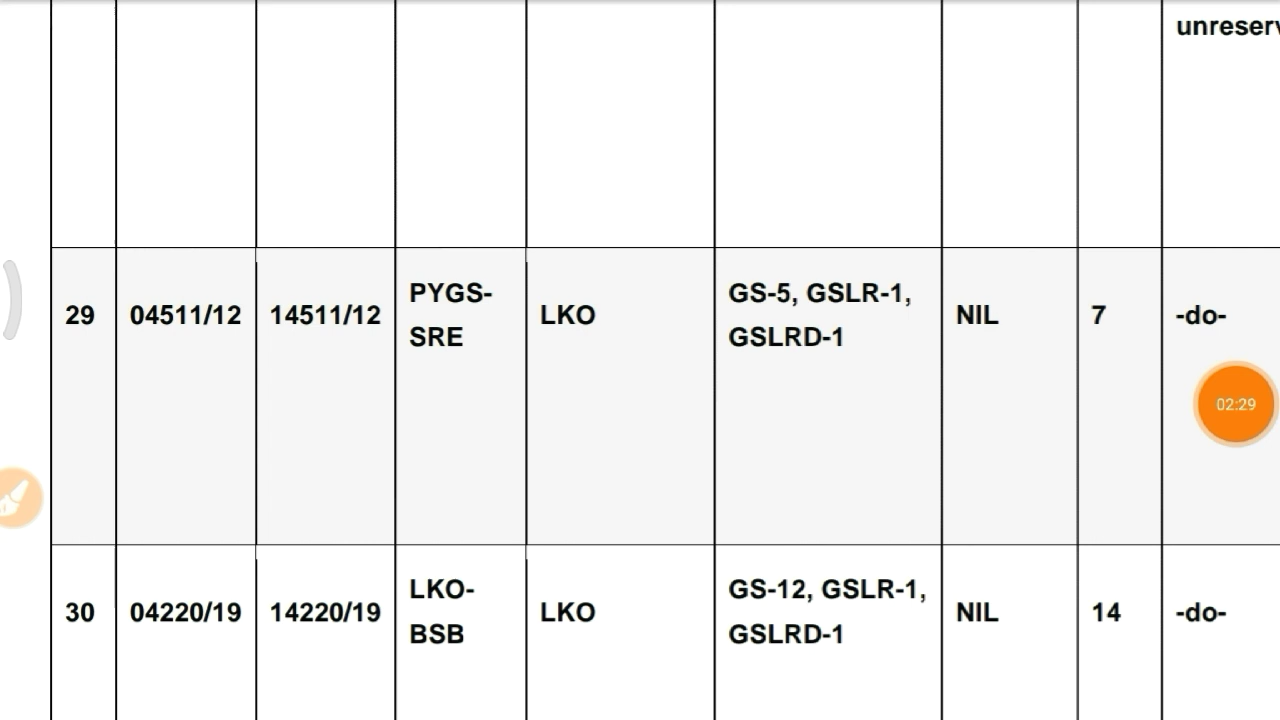 unreserv
29 04511/12 14511/12 PYGS-SRE LKO GS-5, GSLR-1, GSLRD-1 NIL 7 -do-
02:29
30 04220/19 14220/19 LKO-BSB LKO GS-12, GSLR-1, GSLRD-1 NIL 14 -do-